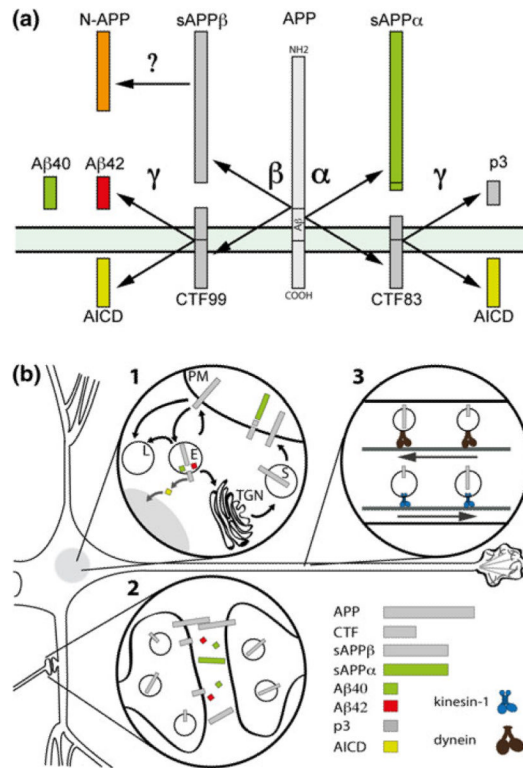 (a)
N-APP sAPPβ APP sAPPα
NH2
?
Aβ40 Aβ42 γ β α γ p3
Aβ
AICD CTF99 COOH CTF83 AICD
(b)
1 3
PM
L E S
TGN
2
APP
CTF
sAPPβ
sAPPα
Aβ40
Aβ42 kinesin-1
p3
AICD dynein